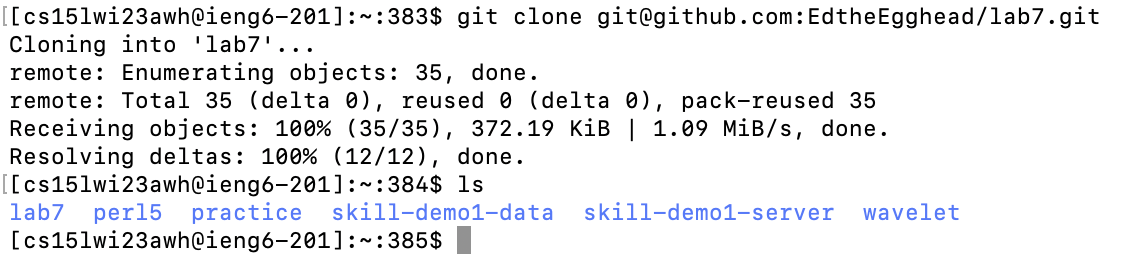 [[cs15lwi23awh@ieng6-201]:~:383$ git clone git@github.com:EdtheEgghead/lab7.git
Cloning into 'lab7'...
remote: Enumerating objects: 35, done.
remote: Total 35 (delta 0), reused 0 (delta 0), pack-reused 35
Receiving objects: 100% (35/35), 372.19 KiB | 1.09 MiB/s, done.
Resolving deltas: 100% (12/12), done.
[[cs15lwi23awh@ieng6-201]:~:384$ ls
lab7  perl5  practice  skill-demo1-data  skill-demo1-server  wavelet
[cs15lwi23awh@ieng6-201]:~:385$